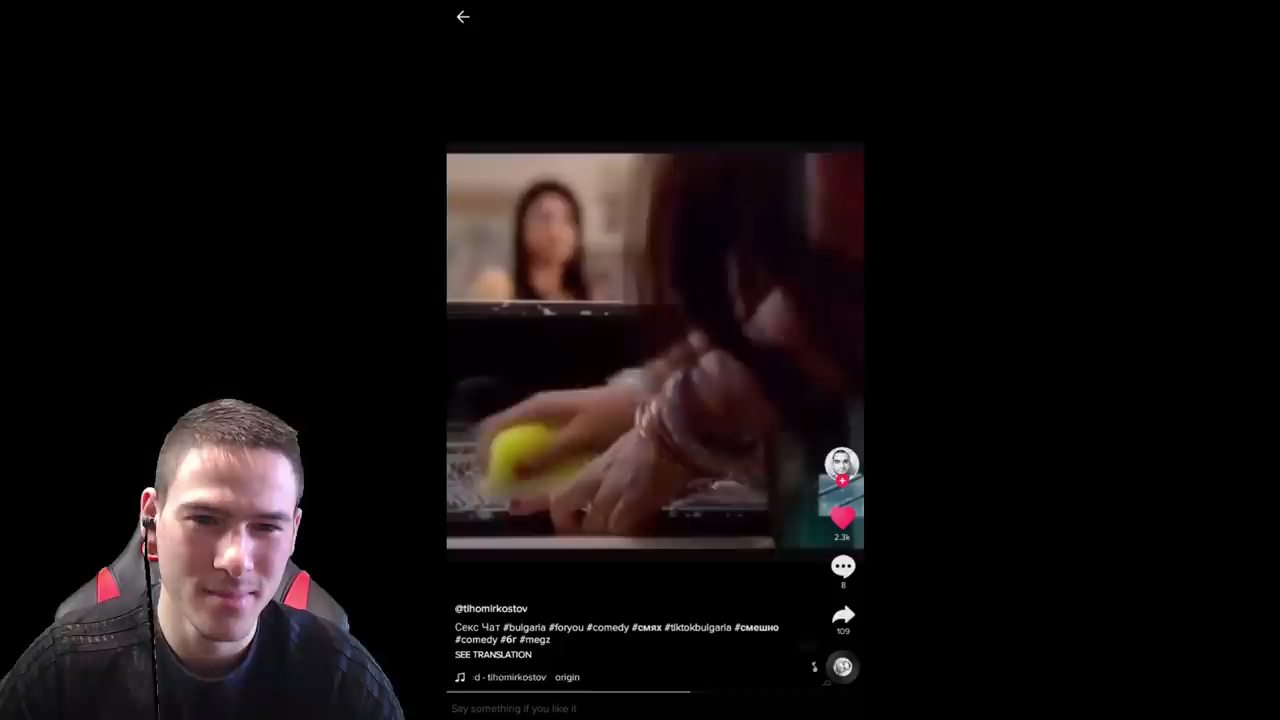 2.3k
8
109
@tihomirkostov
Секс Чат #bulgaria #foryou #comedy #смях #tiktokbulgaria #смешно
#comedy #бг #megz
SEE TRANSLATION
d - tihomirkostov origin
Say something if you like it